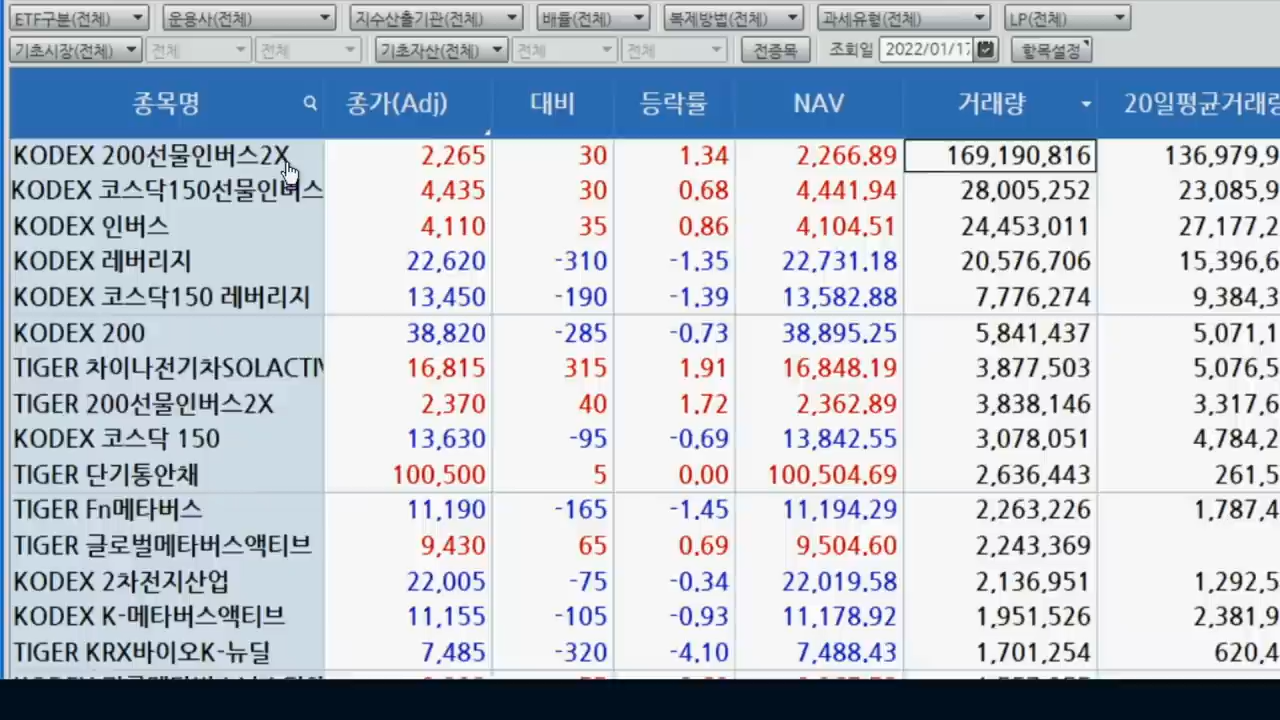 ETF구분(전체) 운용사(전체) 지수산출기관(전체) 배율(전체) 복제방법(전체) 과세유형(전체) LP(전체)
기초시장(전체) 전체 전체 기초자산(전체) 전체 전체 전종목 조회일 2022/01/17 항목설정
종목명 종가(Adj) 대비 등락률 NAV 거래량 20일평균거래량
KODEX 200선물인버스2X 2,265 30 1.34 2,266.89 169,190,816 136,979,9
KODEX 코스닥150선물인버스 4,435 30 0.68 4,441.94 28,005,252 23,085,9
KODEX 인버스 4,110 35 0.86 4,104.51 24,453,011 27,177,2
KODEX 레버리지 22,620 -310 -1.35 22,731.18 20,576,706 15,396,6
KODEX 코스닥150 레버리지 13,450 -190 -1.39 13,582.88 7,776,274 9,384,3
KODEX 200 38,820 -285 -0.73 38,895.25 5,841,437 5,071,1
TIGER 차이나전기차SOLACTIV 16,815 315 1.91 16,848.19 3,877,503 5,076,5
TIGER 200선물인버스2X 2,370 40 1.72 2,362.89 3,838,146 3,317,6
KODEX 코스닥 150 13,630 -95 -0.69 13,842.55 3,078,051 4,784,2
TIGER 단기통안채 100,500 5 0.00 100,504.69 2,636,443 261,5
TIGER Fn메타버스 11,190 -165 -1.45 11,194.29 2,263,226 1,787,4
TIGER 글로벌메타버스액티브 9,430 65 0.69 9,504.60 2,243,369
KODEX 2차전지산업 22,005 -75 -0.34 22,019.58 2,136,951 1,292,5
KODEX K-메타버스액티브 11,155 -105 -0.93 11,178.92 1,951,526 2,381,9
TIGER KRX바이오K-뉴딜 7,485 -320 -4.10 7,488.43 1,701,254 620,4